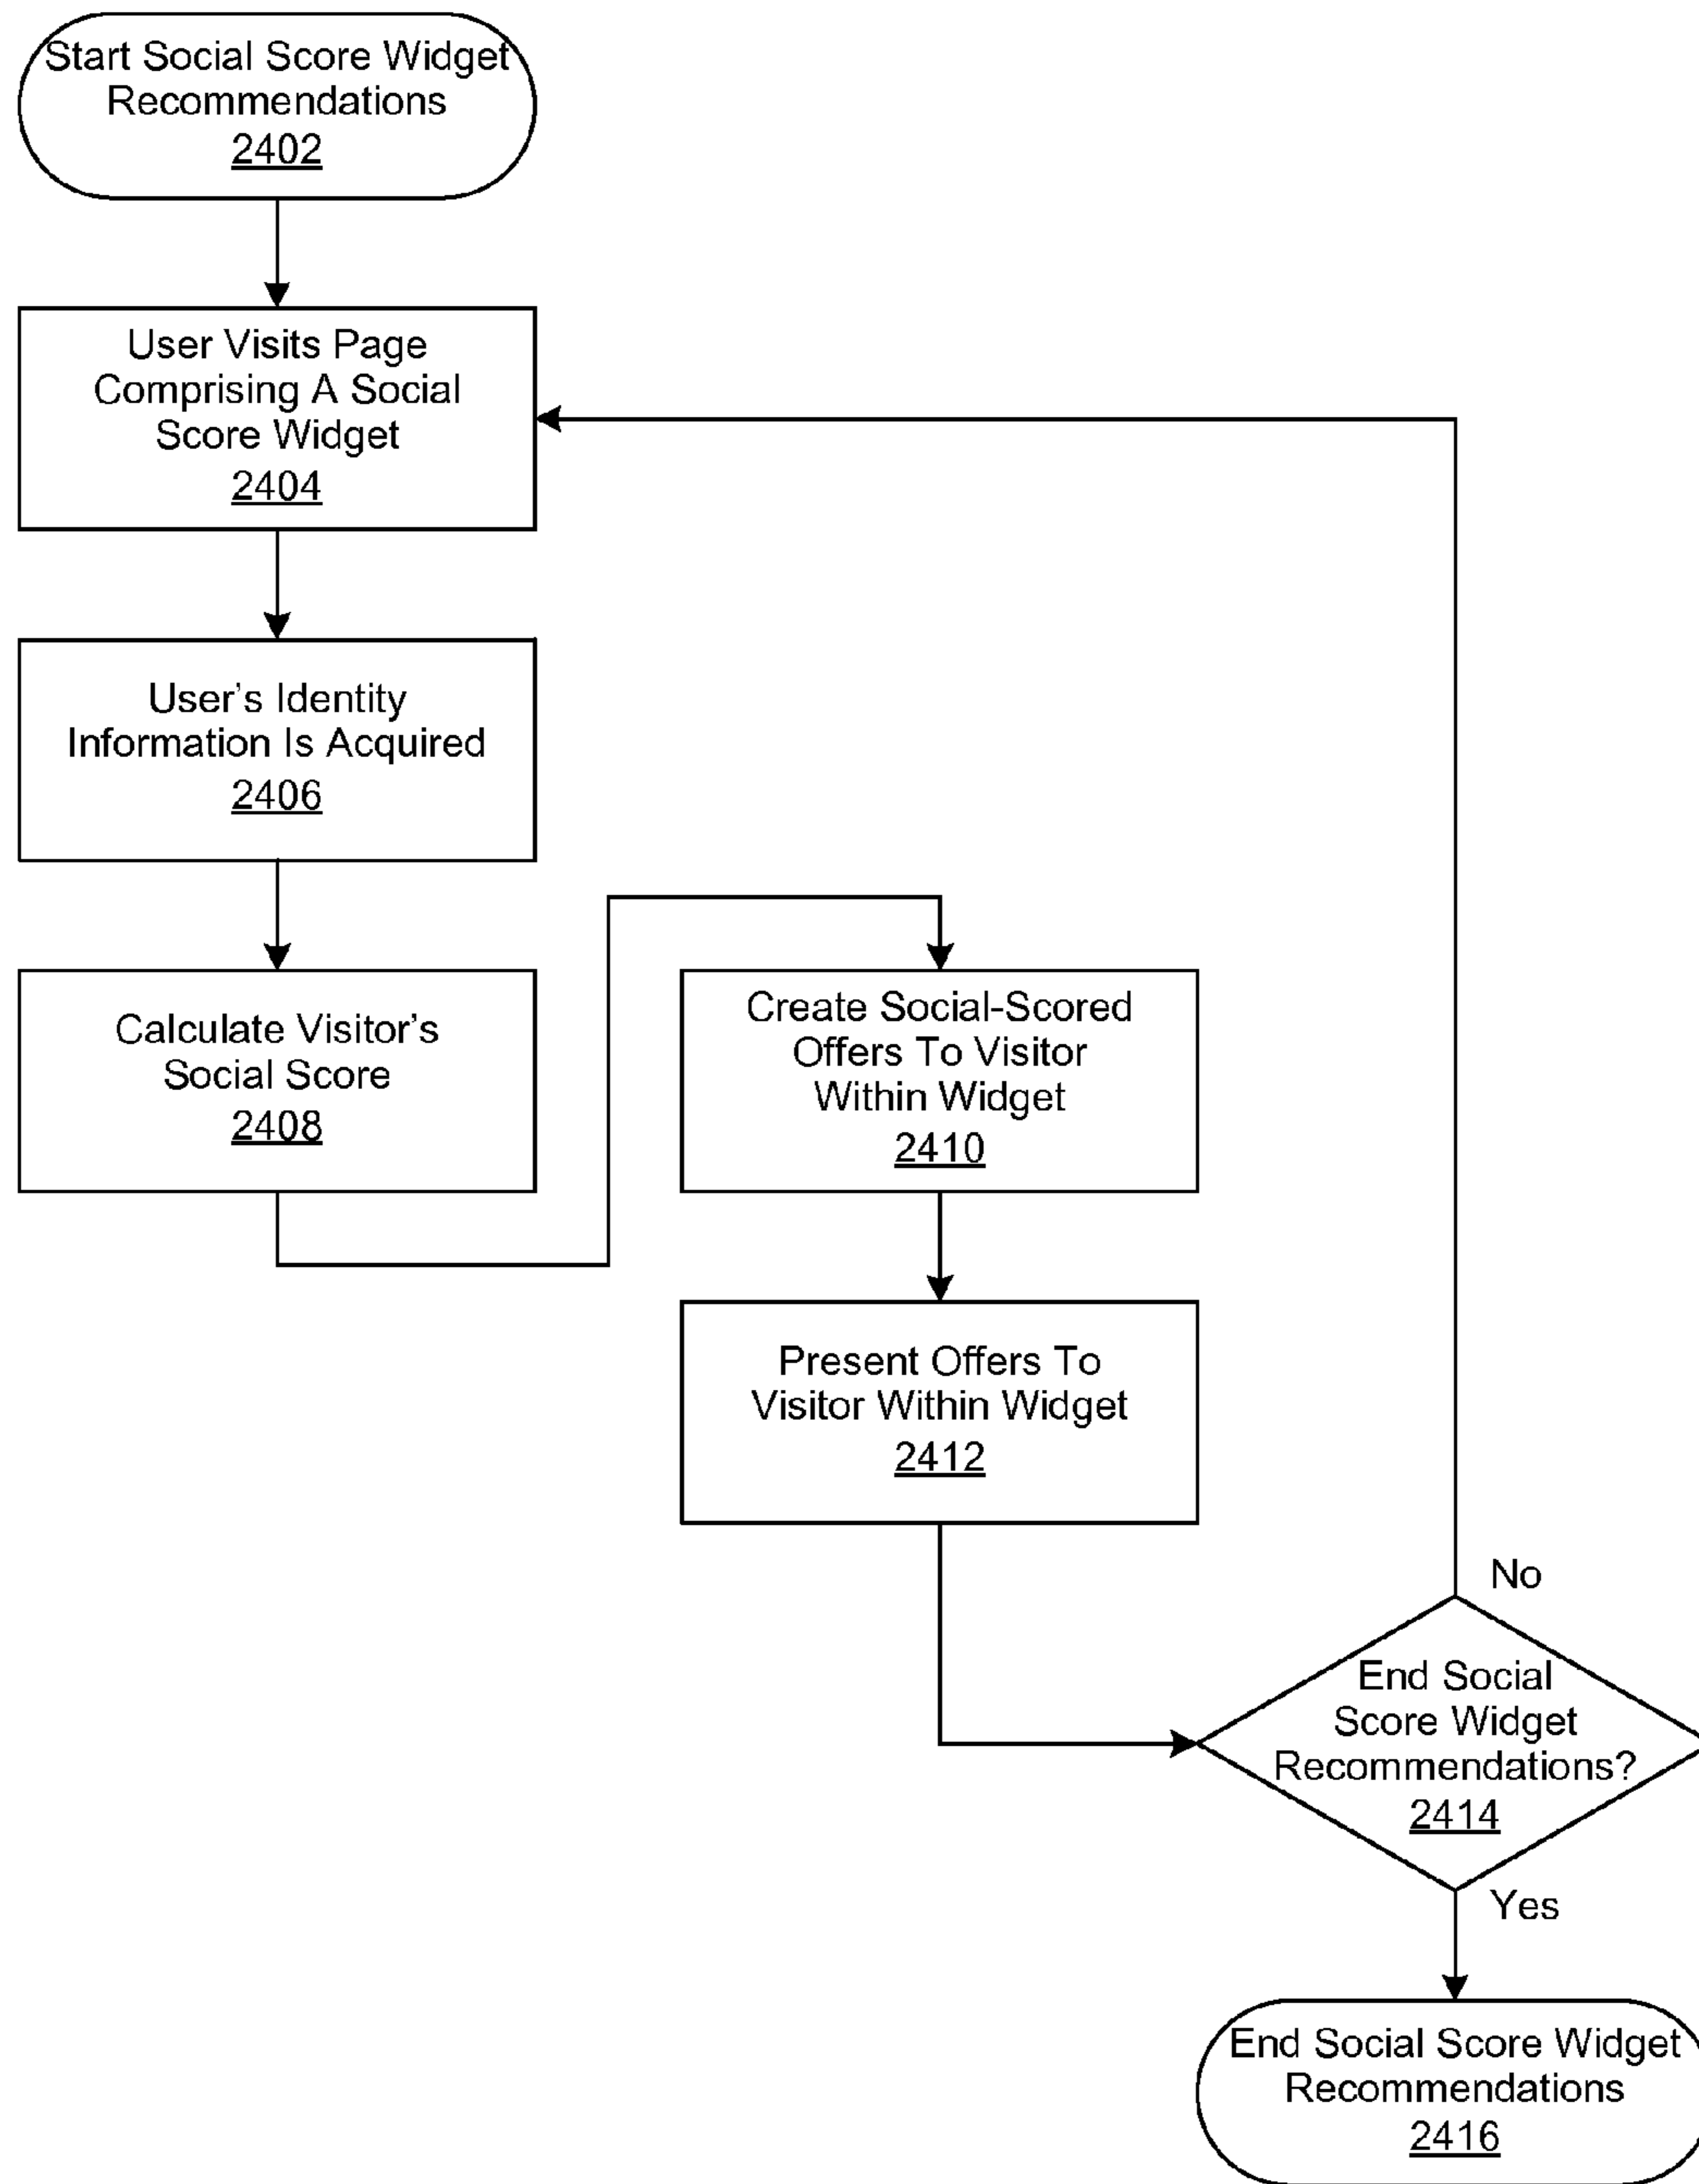 Start Social Score Widget
Recommendations
2402
User Visits Page
Comprising A Social
Score Widget
2404
User's Identity
Information Is Acquired
2406
Calculate Visitor's
Social Score
2408
Create Social-Scored
Offers To Visitor
Within Widget
2410
Present Offers To
Visitor Within Widget
2412
No
End Social
Score Widget
Recommendations?
2414
Yes
End Social Score Widget
Recommendations
2416